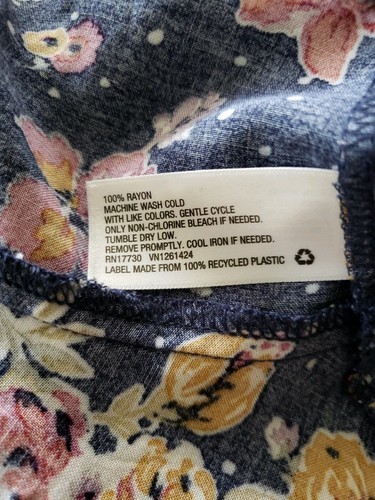 100% RAYON
MACHINE WASH COLD
WITH LIKE COLORS. GENTLE CYCLE
ONLY NON-CHLORINE BLEACH IF NEEDED.
TUMBLE DRY LOW.
REMOVE PROMPTLY. COOL IRON IF NEEDED.
RN17730 VN1261424
LABEL MADE FROM 100% RECYCLED PLASTIC